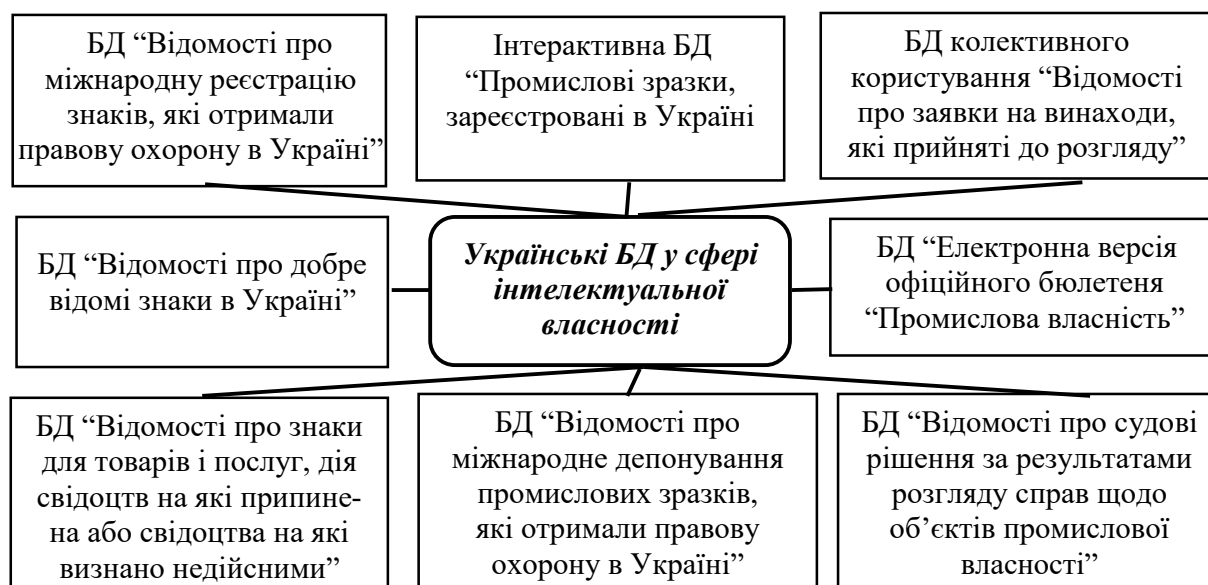 БД “Відомості про
міжнародну реєстрацію
знаків, які отримали
правову охорону в Україні”
Інтерактивна БД
“Промислові зразки,
зареєстровані в Україні
БД колективного
користування “Відомості
про заявки на винаходи,
які прийняті до розгляду”
БД “Відомості про добре
відомі знаки в Україні”
Українські БД у сфері
інтелектуальної
власності
БД “Електронна версія
офіційного бюлетеня
“Промислова власність”
БД “Відомості про знаки
для товарів і послуг, дія
свідоцтв на які припине-
на або свідоцтва на які
визнано недійсними”
БД “Відомості про
міжнародне депонування
промислових зразків,
які отримали правову
охорону в Україні”
БД “Відомості про судові
рішення за результатами
розгляду справ щодо
об’єктів промислової
власності”